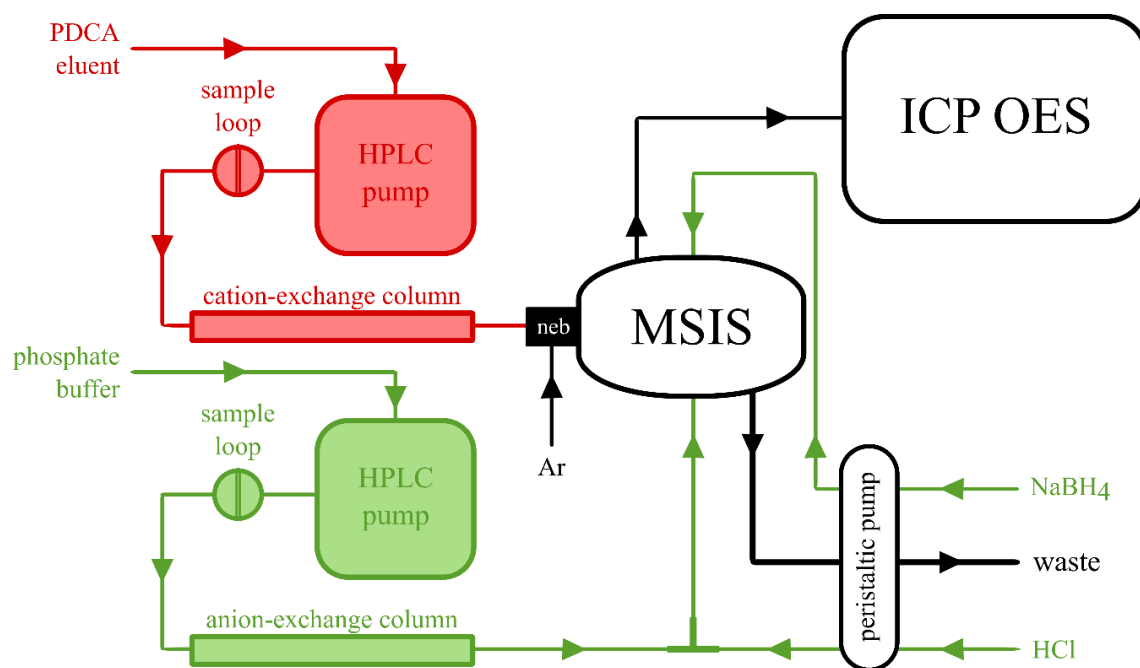 PDCA
eluent
sample
loop
HPLC
pump
ICP OES
cation-exchange column
neb
MSIS
phosphate
buffer
sample
loop
HPLC
pump
Ar
peristaltic pump
NaBH4
waste
anion-exchange column
HCl